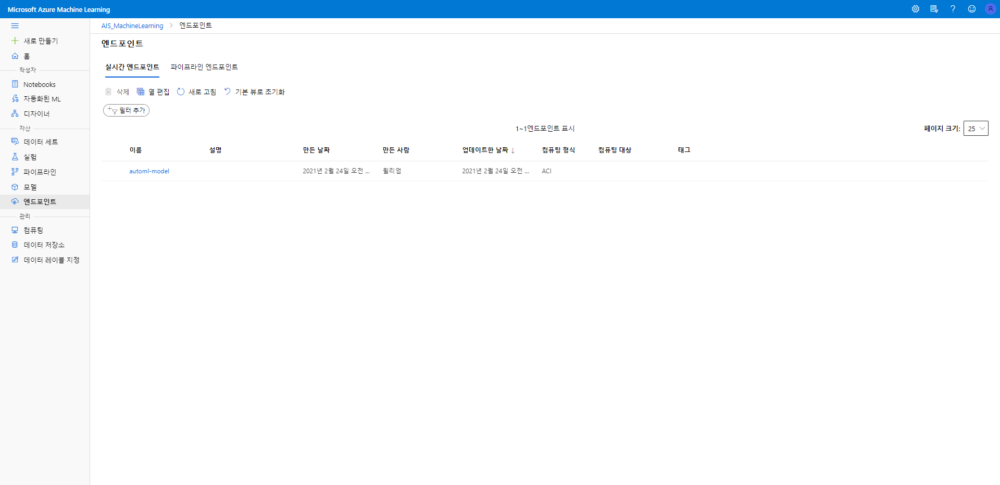 Microsoft Azure Machine Learning
새로 만들기
홈
작성자
Notebooks
자동화된 ML
디자이너
자산
데이터 세트
실험
파이프라인
모델
엔드포인트
관리
컴퓨팅
데이터 저장소
데이터 레이블 지정
AIS_MachineLearning > 엔드포인트
엔드포인트
실시간 엔드포인트 파이프라인 엔드포인트
삭제 열 편집 새로 고침 기본 뷰로 초기화
필터 추가
1~1엔드포인트 표시 페이지 크기: 25
이름 설명 만든 날짜 만든 사람 업데이트한 날짜 ↓ 컴퓨팅 형식 컴퓨팅 대상 태그
automl-model 2021년 2월 24일 오전 ... 윌리엄 2021년 2월 24일 오전 ... ACI